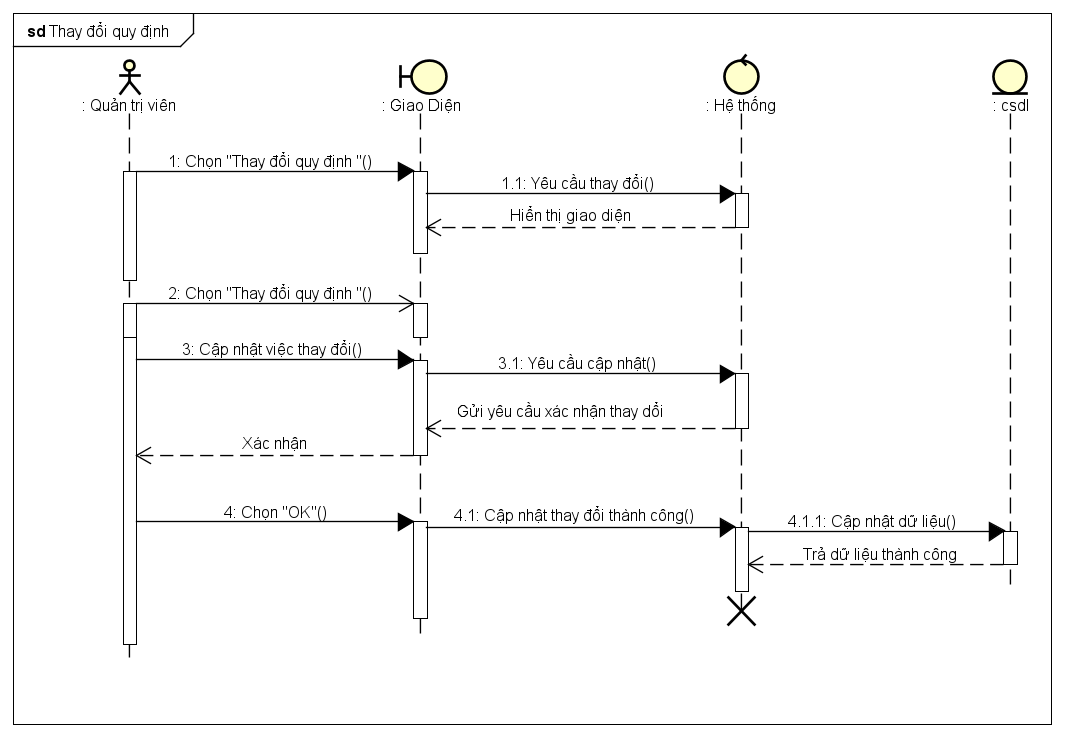 sd Thay đổi quy định
: Quản trị viên
: Giao Diện
: Hệ thống
: csdl
1: Chọn "Thay đổi quy định "()
1.1: Yêu cầu thay đổi()
Hiển thị giao diện
2: Chọn "Thay đổi quy định "()
3: Cập nhật việc thay đổi()
3.1: Yêu cầu cập nhật()
Gửi yêu cầu xác nhận thay dổi
Xác nhận
4: Chọn "OK"()
4.1: Cập nhật thay đổi thành công()
4.1.1: Cập nhật dữ liệu()
Trả dữ liệu thành công